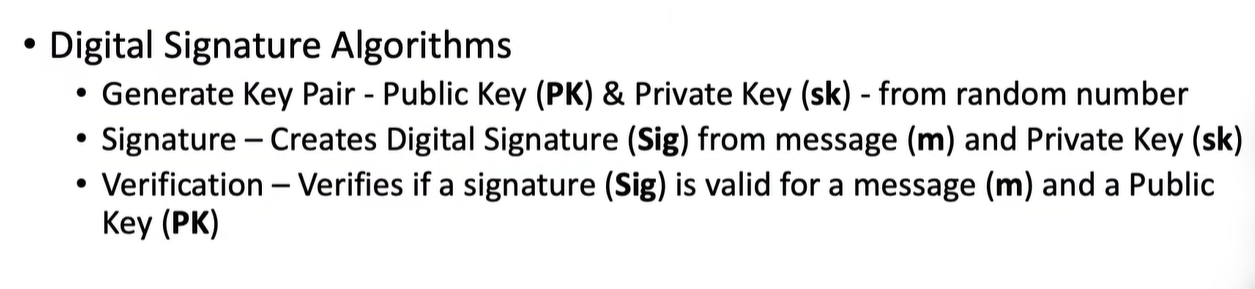 • Digital Signature Algorithms
• Generate Key Pair - Public Key (PK) & Private Key (sk) - from random number
• Signature – Creates Digital Signature (Sig) from message (m) and Private Key (sk)
• Verification – Verifies if a signature (Sig) is valid for a message (m) and a Public
Key (PK)